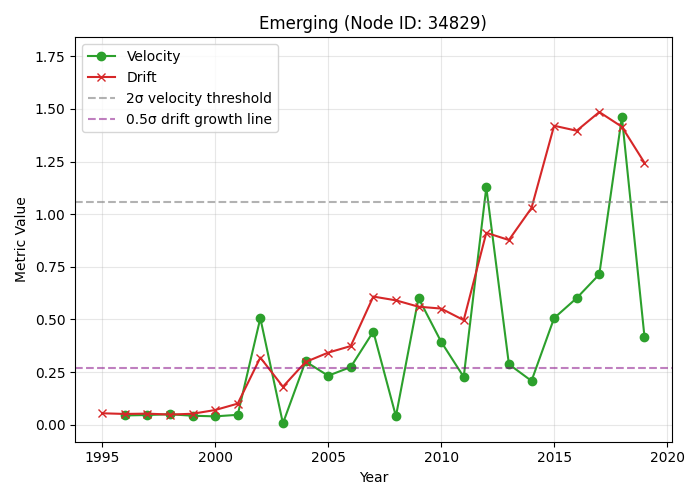 Emerging (Node ID: 34829)
Velocity
Drift
2σ velocity threshold
0.5σ drift growth line
Metric Value
1.75
1.50
1.25
1.00
0.75
0.50
0.25
0.00
1995 2000 2005 2010 2015 2020
Year